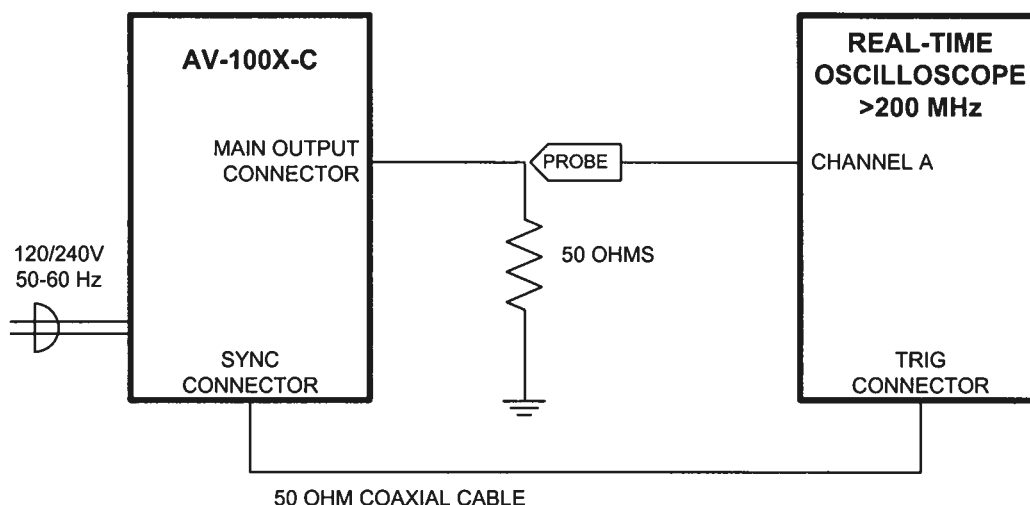 AV-100X-C
MAIN OUTPUT
CONNECTOR
120/240V
50-60 Hz
SYNC
CONNECTOR
PROBE
50 OHMS
REAL-TIME
OSCILLOSCOPE
>200 MHz
CHANNEL A
TRIG
CONNECTOR
50 OHM COAXIAL CABLE